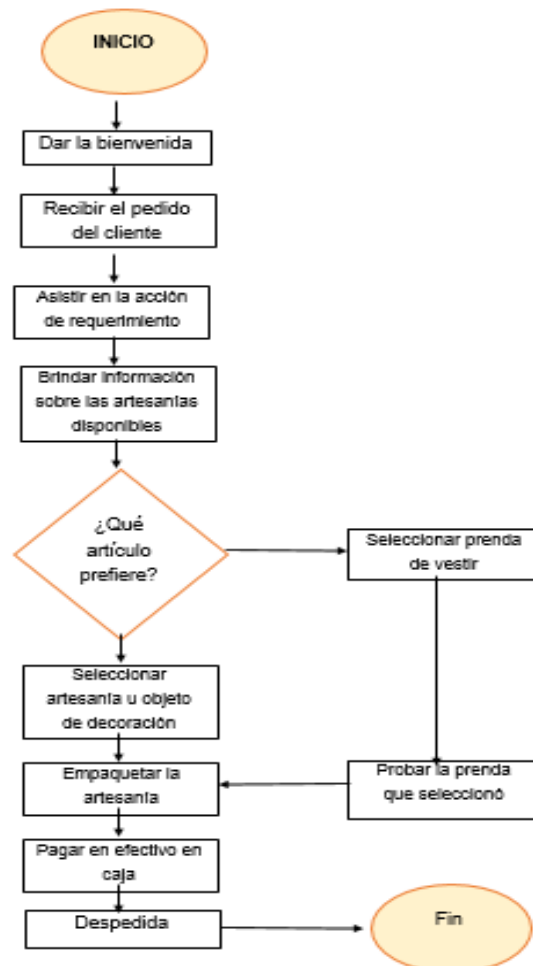 INICIO
Dar la bienvenida
Recibir el pedido
del cliente
Asistir en la acción
de requerimiento
Brindar información
sobre las artesanías
disponibles
¿Qué
artículo
prefiere?
Seleccionar prenda
de vestir
Seleccionar
artesanía u objeto
de decoración
Empaquetar la
artesanía
Probar la prenda
que seleccionó
Pagar en efectivo en
caja
Despedida
Fin